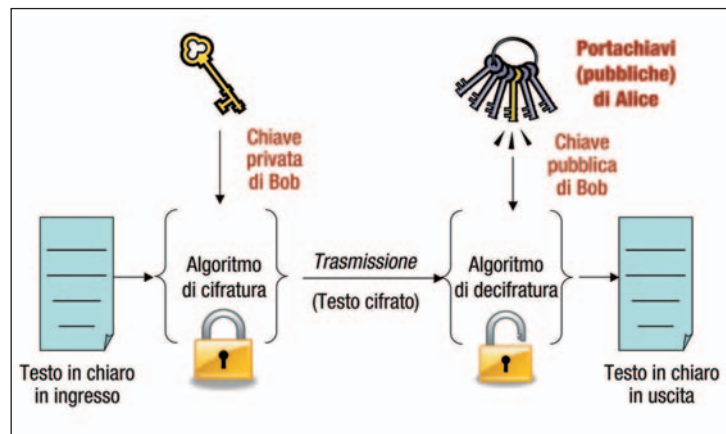 Portachiavi
(pubbliche)
di Alice
Chiave
privata
di Bob
Chiave
pubblica
di Bob
Algoritmo
di cifratura
Trasmissione
(Testo cifrato)
Algoritmo
di decifratura
Testo in chiaro
in ingresso
Testo in chiaro
in uscita